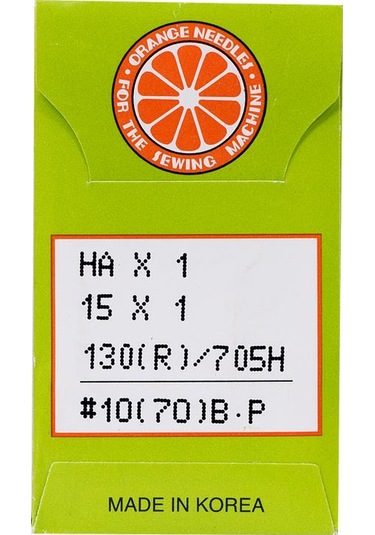 ORANGE NEEDLES
FOR THE SEWING MACHINE
HA X 1
15 X 1
130(R)/705H
#10(70)B·P
MADE IN KOREA